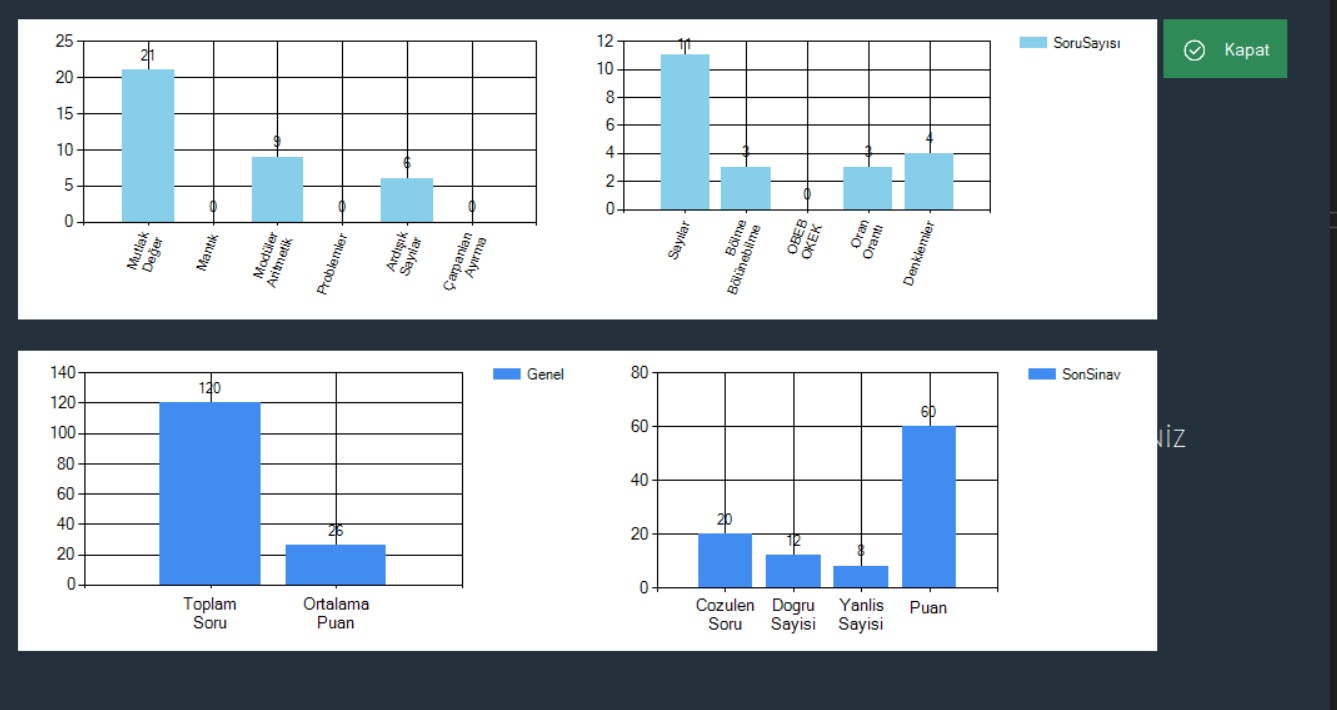 25
20
15
10
5
0
21
0
9
0
6
0
Mutlak
Değer
Mantık
Modüler
Aritmetik
Problemler
Ardışık
Sayılar
Çarpanları
Ayırma
12
10
8
6
4
2
0
11
3
0
3
4
Sayılar
Bölme
Bölünebilme
OBEB
OKEK
Oran
Orantı
Denklemler
SoruSayısı
Kapat
140
120
100
80
60
40
20
0
120
26
Toplam
Soru
Ortalama
Puan
Genel
80
60
40
20
0
20
12
8
60
Cozulen
Soru
Dogru
Sayisi
Yanlis
Sayisi
Puan
SonSinav
NİZ